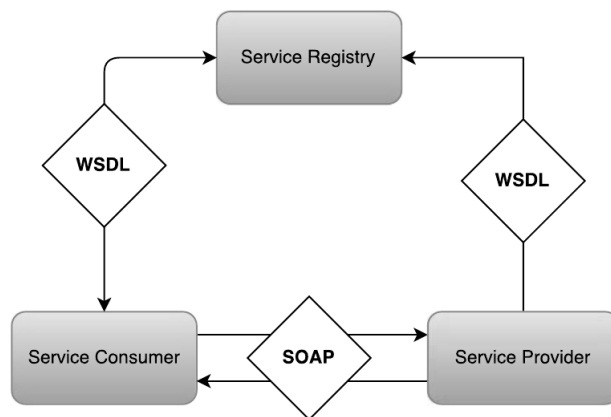 Service Registry
WSDL
WSDL
Service Consumer
SOAP
Service Provider